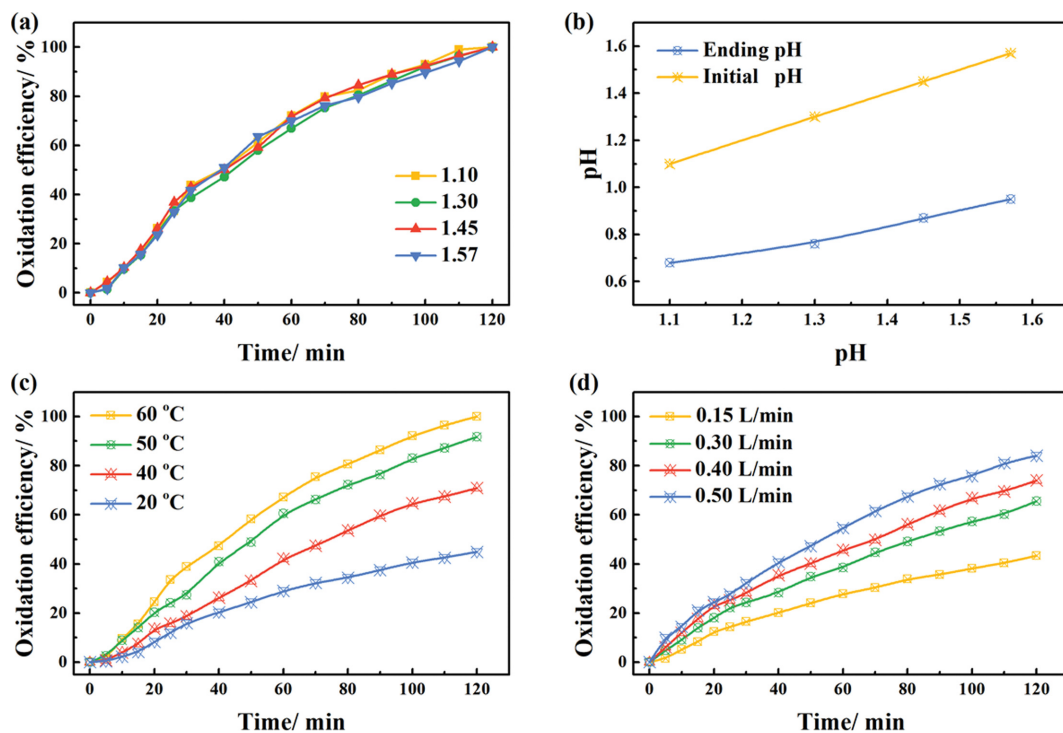 (a)
Oxidation efficiency/ %
100
80
60
40
20
0
1.10
1.30
1.45
1.57
0 20 40 60 80 100 120
Time/ min
(b)
pH
1.6
1.4
1.2
1.0
0.8
0.6
Ending pH
Initial pH
1.1 1.2 1.3 1.4 1.5 1.6
pH
(c)
Oxidation efficiency/ %
100
80
60
40
20
0
60 °C
50 °C
40 °C
20 °C
0 20 40 60 80 100 120
Time/ min
(d)
Oxidation efficiency/ %
100
80
60
40
20
0
0.15 L/min
0.30 L/min
0.40 L/min
0.50 L/min
0 20 40 60 80 100 120
Time/ min